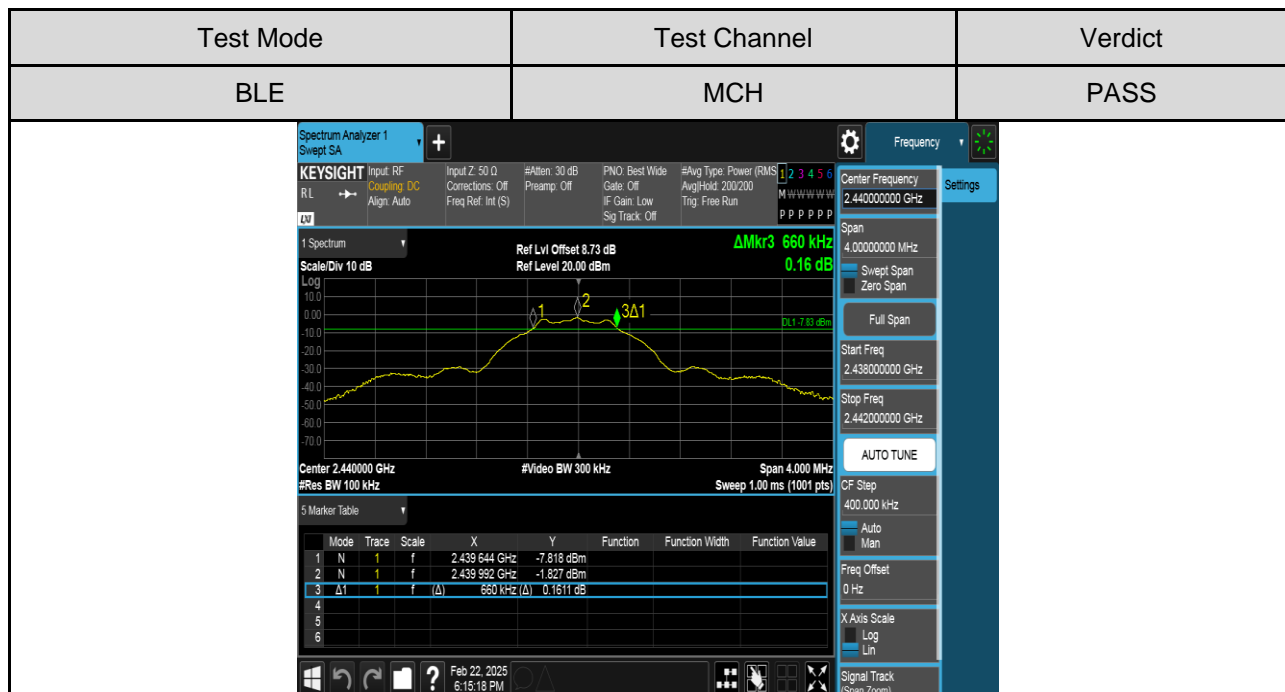 Test Mode Test Channel Verdict
BLE MCH PASS
Spectrum Analyzer 1
Swept SA
+
Frequency
KEYSIGHT
RL
LXI
Input: RF
Coupling: DC
Align: Auto
Input Z: 50 Ω
Corrections: Off
Freq Ref: Int (S)
#Atten: 30 dB
Preamp: Off
PNO: Best Wide
Gate: Off
IF Gain: Low
Sig Track: Off
#Avg Type: Power (RMS
Avg|Hold: 200/200
Trig: Free Run
1 2 3 4 5 6
M W W W W W
P P P P P P
1 Spectrum
Scale/Div 10 dB
Ref Lvl Offset 8.73 dB
Ref Level 20.00 dBm
ΔMkr3 660 kHz
0.16 dB
Log
10.0
0.00
-10.0
-20.0
-30.0
-40.0
-50.0
-60.0
-70.0
1
2
3Δ1
DL1 -7.83 dBm
Center 2.440000 GHz #Video BW 300 kHz Span 4.000 MHz
#Res BW 100 kHz Sweep 1.00 ms (1001 pts)
5 Marker Table
Mode Trace Scale X Y Function Function Width Function Value
1 N 1 f 2.439 644 GHz -7.818 dBm
2 N 1 f 2.439 992 GHz -1.827 dBm
3 Δ1 1 f (Δ) 660 kHz (Δ) 0.1611 dB
4
5
6
?
Feb 22, 2025
6:15:18 PM
Center Frequency
2.440000000 GHz
Settings
Span
4.00000000 MHz
Swept Span
Zero Span
Full Span
Start Freq
2.438000000 GHz
Stop Freq
2.442000000 GHz
AUTO TUNE
CF Step
400.000 kHz
Auto
Man
Freq Offset
0 Hz
X Axis Scale
Log
Lin
Signal Track
(Span Zoom)